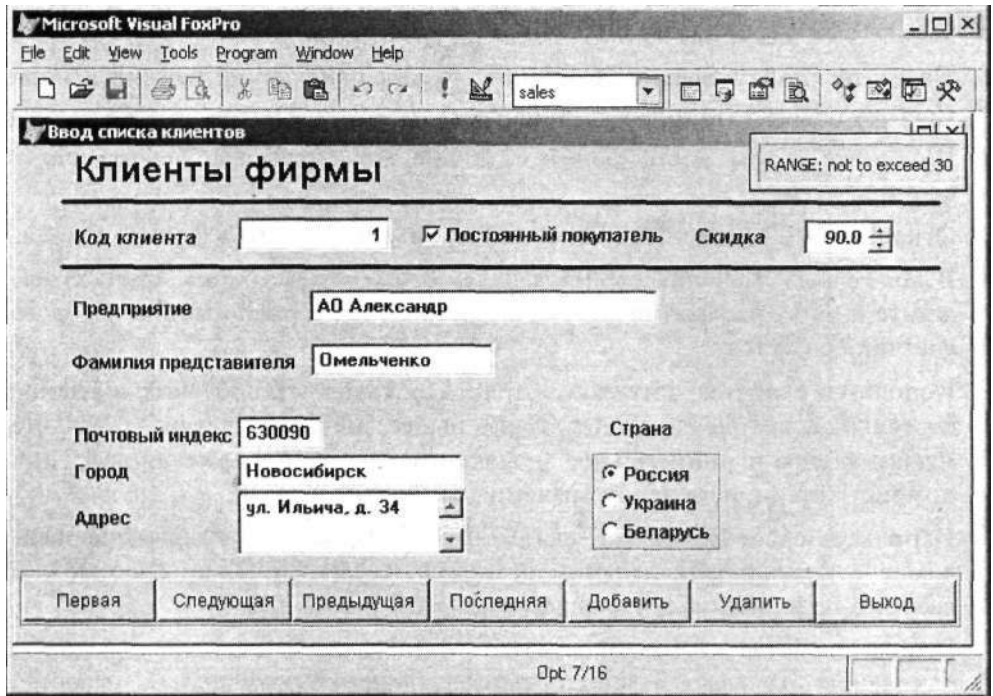 Microsoft Visual FoxPro
File Edit View Tools Program Window Help
sales
Ввод списка клиентов
RANGE: not to exceed 30
Клиенты фирмы
Код клиента 1 Постоянный покупатель Скидка 90.0
Предприятие АО Александр
Фамилия представителя Омельченко
Почтовый индекс 630090 Страна
Город Новосибирск Россия
Адрес ул. Ильича, д. 34 Украина
Беларусь
Первая Следующая Предыдущая Последняя Добавить Удалить Выход
Opt: 7/16